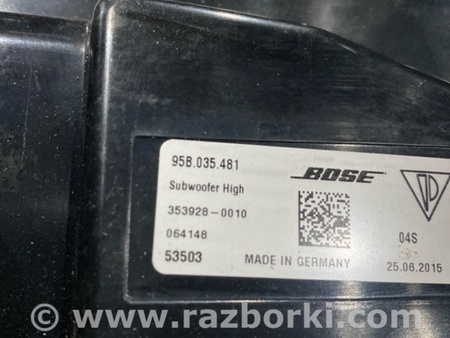 958.035.481
BOSE
Subwoofer High
353928-0010
064148
04S
53503
MADE IN GERMANY
25.06.2015
© www.razborki.com